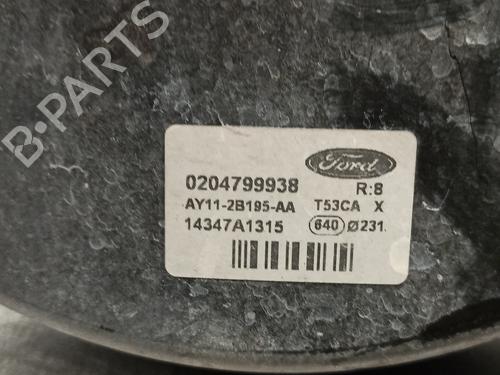 B-PARTS
Ford
0204799938 R:8
AY11-2B195-AA T53CA X
14347A1315 640 Ø231